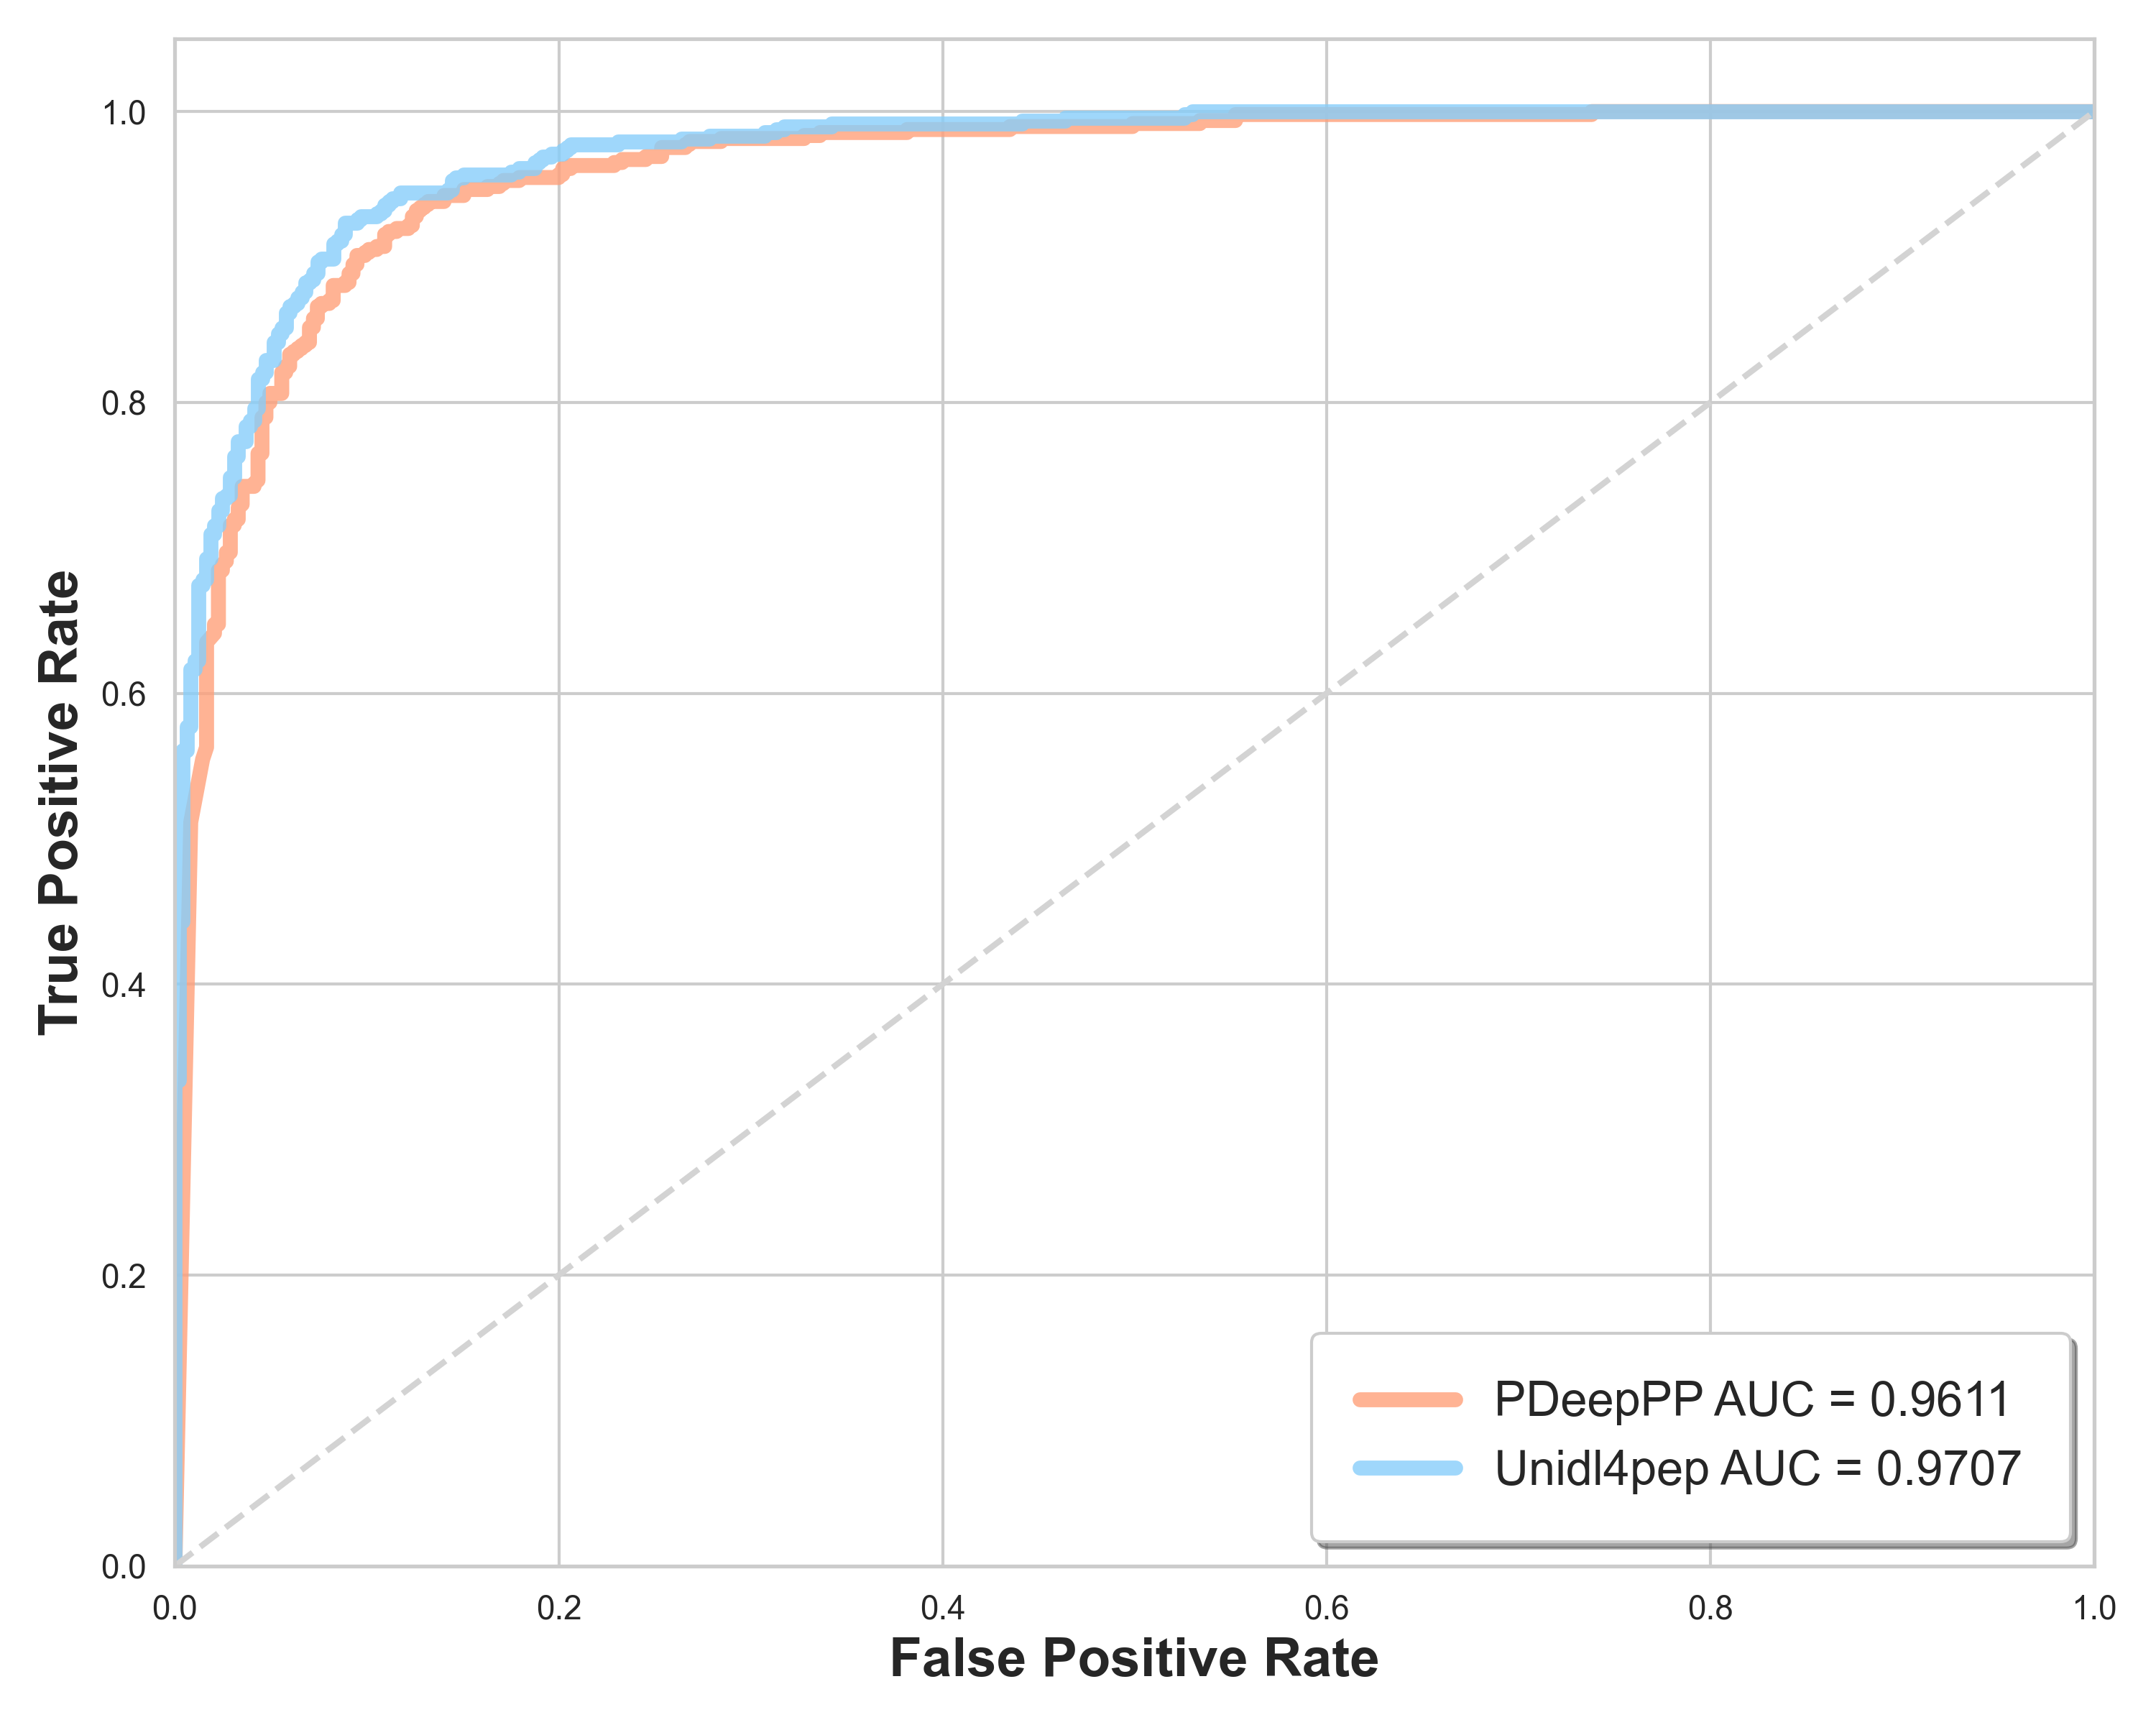 1.0
0.8
0.6
0.4
0.2
0.0
True Positive Rate
PDeepPP AUC = 0.9611
Unidl4pep AUC = 0.9707
0.0 0.2 0.4 0.6 0.8 1.0
False Positive Rate